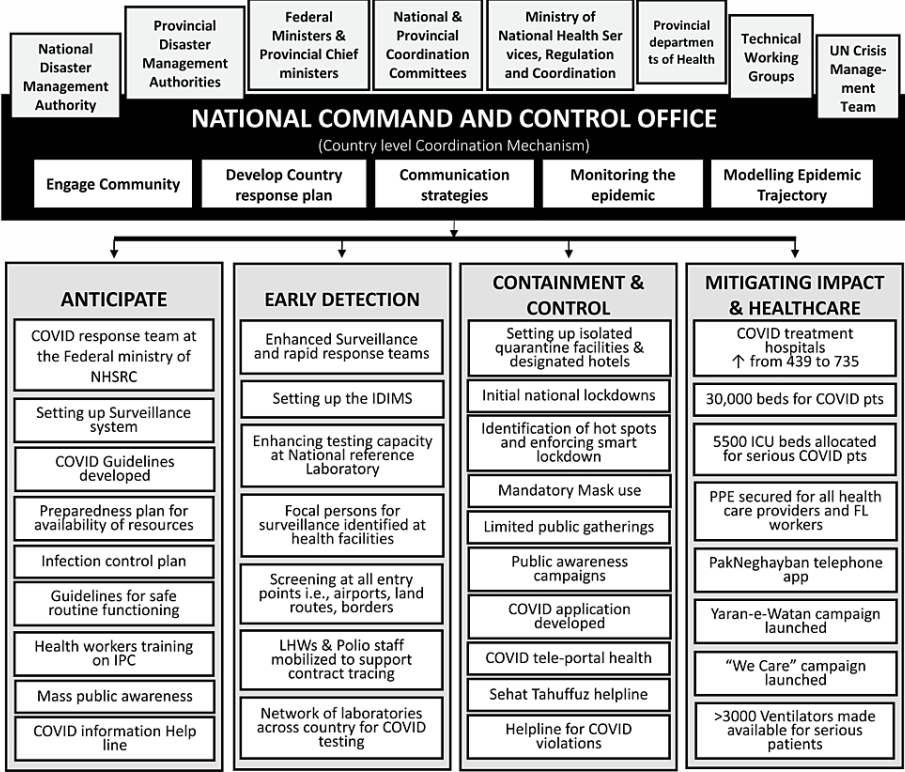 National
Disaster
Management
Authority
Provincial
Disaster
Management
Authorities
Federal
Ministers &
Provincial Chief
ministers
National &
Provincial
Coordination
Committees
Ministry of
National Health Ser
vices, Regulation
and Coordination
Provincial
departmen
ts of Health
Technical
Working
Groups
UN Crisis
Manage-
ment
Team
NATIONAL COMMAND AND CONTROL OFFICE
(Country level Coordination Mechanism)
Engage Community
Develop Country
response plan
Communication
strategies
Monitoring the
epidemic
Modelling Epidemic
Trajectory
ANTICIPATE
COVID response team at
the Federal ministry of
NHSRC
Setting up Surveillance
system
COVID Guidelines
developed
Preparedness plan for
availability of resources
Infection control plan
Guidelines for safe
routine functioning
Health workers training
on IPC
Mass public awareness
COVID information Help
line
EARLY DETECTION
Enhanced Surveillance
and rapid response teams
Setting up the IDIMS
Enhancing testing capacity
at National reference
Laboratory
Focal persons for
surveillance identified at
health facilities
Screening at all entry
points i.e., airports, land
routes, borders
LHWs & Polio staff
mobilized to support
contract tracing
Network of laboratories
across country for COVID
testing
CONTAINMENT &
CONTROL
Setting up isolated
quarantine facilities &
designated hotels
Initial national lockdowns
Identification of hot spots
and enforcing smart
lockdown
Mandatory Mask use
Limited public gatherings
Public awareness
campaigns
COVID application
developed
COVID tele-portal health
Sehat Tahuffuz helpline
Helpline for COVID
violations
MITIGATING IMPACT
& HEALTHCARE
COVID treatment
hospitals
↑ from 439 to 735
30,000 beds for COVID pts
5500 ICU beds allocated
for serious COVID pts
PPE secured for all health
care providers and FL
workers
PakNeghayban telephone
app
Yaran-e-Watan campaign
launched
“We Care” campaign
launched
>3000 Ventilators made
available for serious
patients